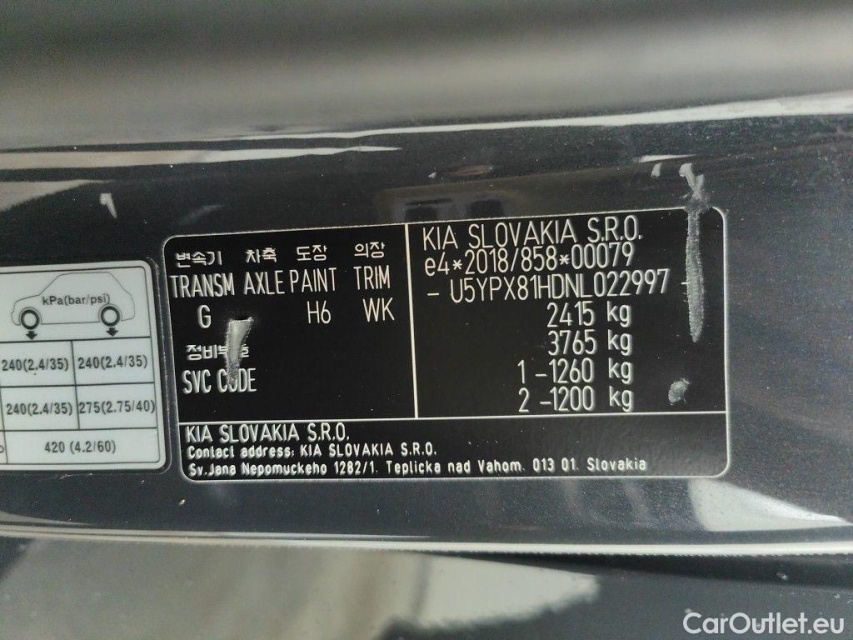 kPa(bar/psi)
240(2.4/35) 240(2.4/35)
240(2.4/35) 275(2.75/40)
420 (4.2/60)
변속기 차축 도장 의장
TRANSM AXLE PAINT TRIM
G H6 WK
SVC CODE
KIA SLOVAKIA S.R.O.
e4*2018/858*00079
- U5YPX81HDNL022997 -
2415 kg
3765 kg
1 -1260 kg
2 -1200 kg
KIA SLOVAKIA S.R.O.
Contact address: KIA SLOVAKIA S.R.O.
Sv.Jana Nepomuckeho 1282/1. Teplicka nad Vahom. 013 01. Slovakia
CarOutlet.eu